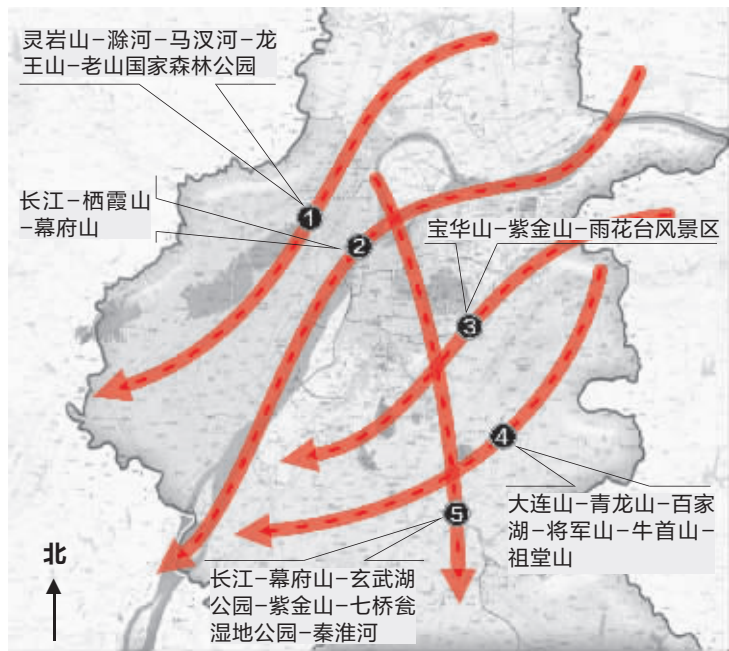 灵岩山–滁河–马汊河–龙
王山–老山国家森林公园
长江–栖霞山
–幕府山
1
2
宝华山–紫金山–雨花台风景区
3
4
大连山–青龙山–百家
湖–将军山–牛首山–
祖堂山
5
北
长江–幕府山–玄武湖
公园–紫金山–七桥瓮
湿地公园–秦淮河